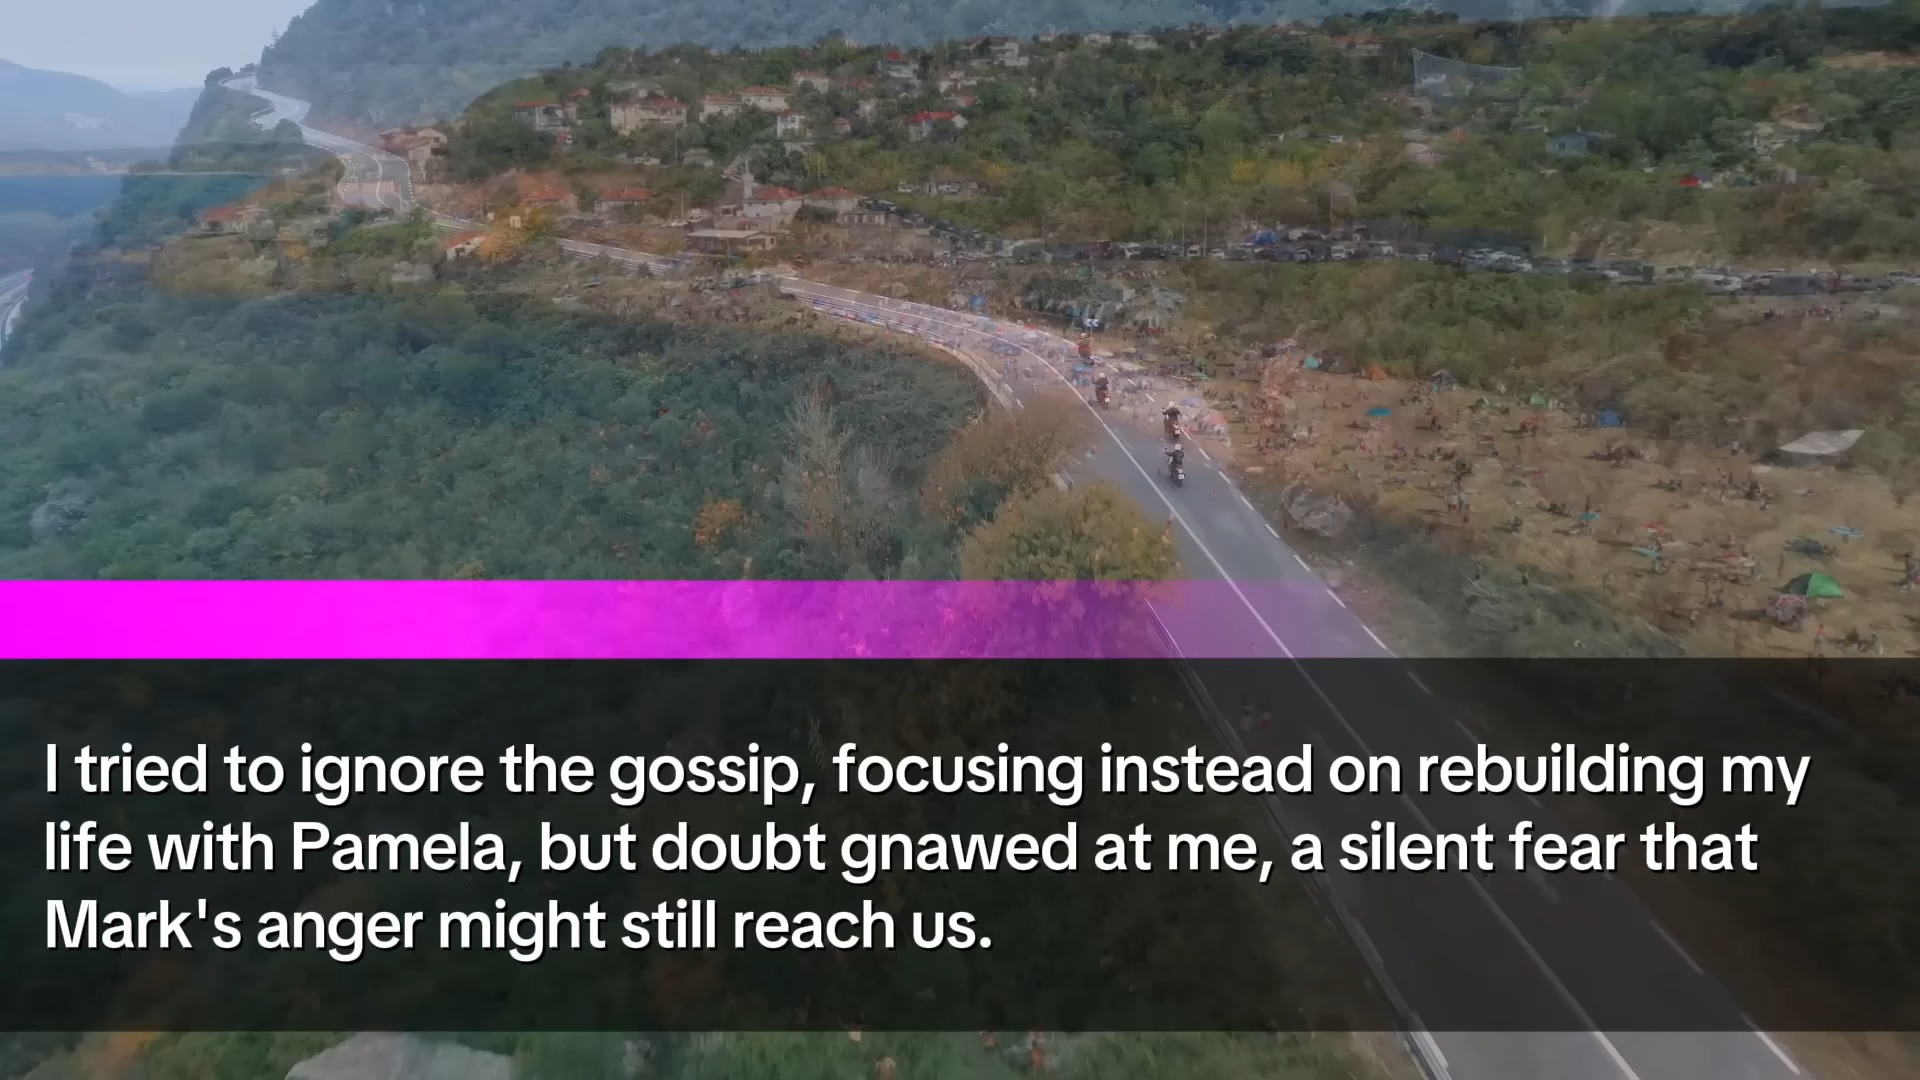 I tried to ignore the gossip, focusing instead on rebuilding my
life with Pamela, but doubt gnawed at me, a silent fear that
Mark's anger might still reach us.